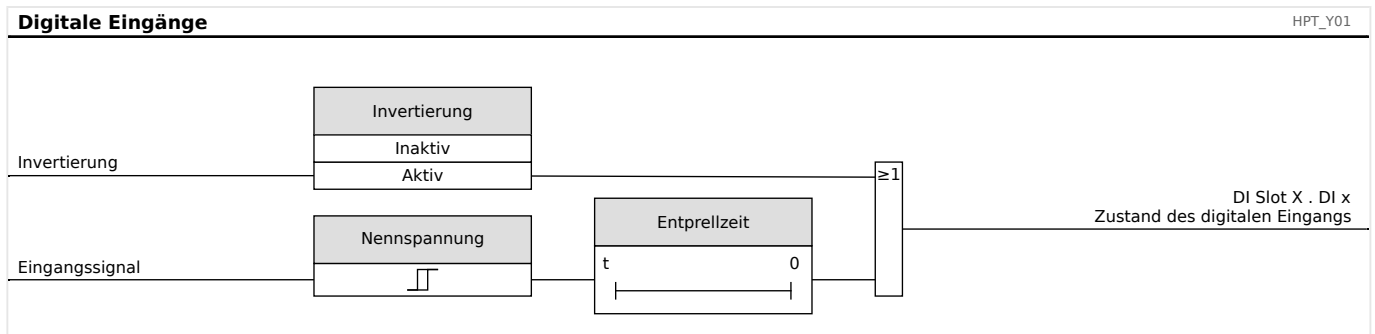 Digitale Eingänge
HPT_Y01
Invertierung
Inaktiv
Invertierung
Aktiv
≥1
DI Slot X . DI x
Zustand des digitalen Eingangs
Entprellzeit
Nennspannung
Eingangssignal
t 0